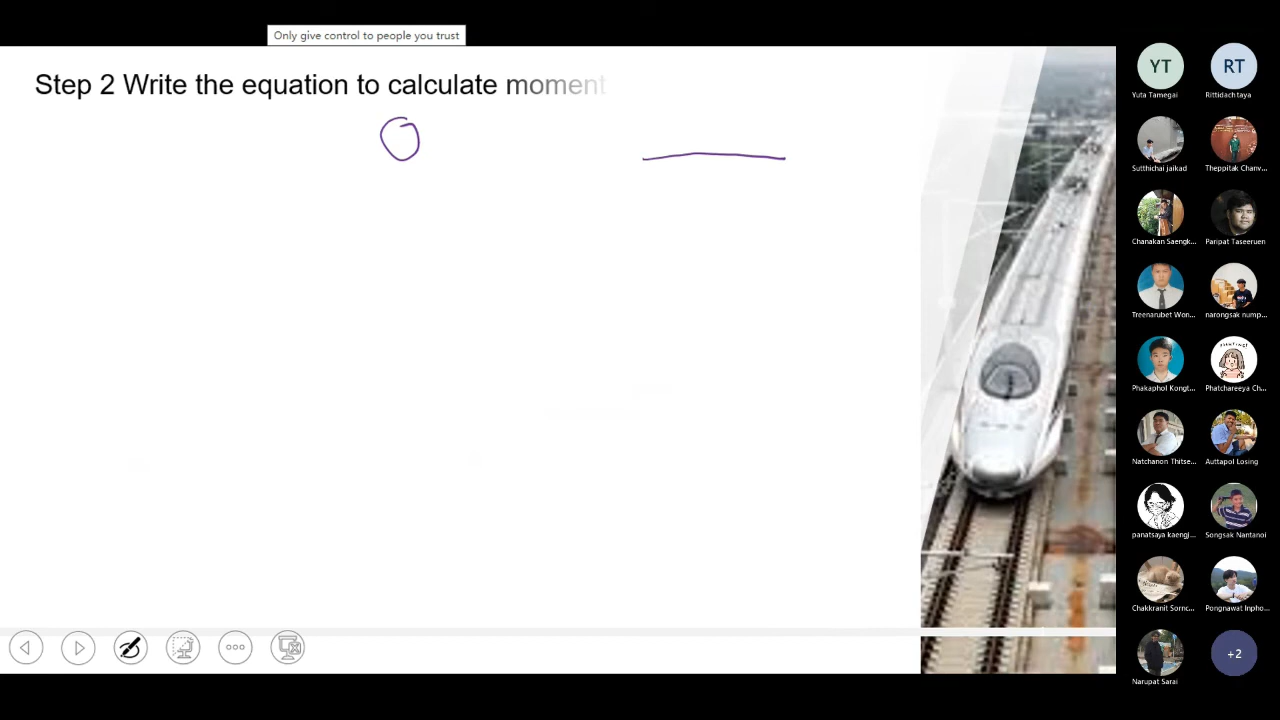 Only give control to people you trust
Step 2 Write the equation to calculate moment
YT
RT
Yuta Tamegai
Rittidach taya
Sutthichai jaikad
Theppitak Chanv...
Chanakan Saengk...
Paripat Taseeruen
Treenarubet Won...
narongsak nump...
Phakaphol Kongt...
Phatchareeya Ch...
Natchanon Thitse...
Auttapol Losing
panatsaya kaengj...
Songsak Nantanoi
Chakkranit Sornc...
Pongnawat Inpho...
Narupat Sarai
+2